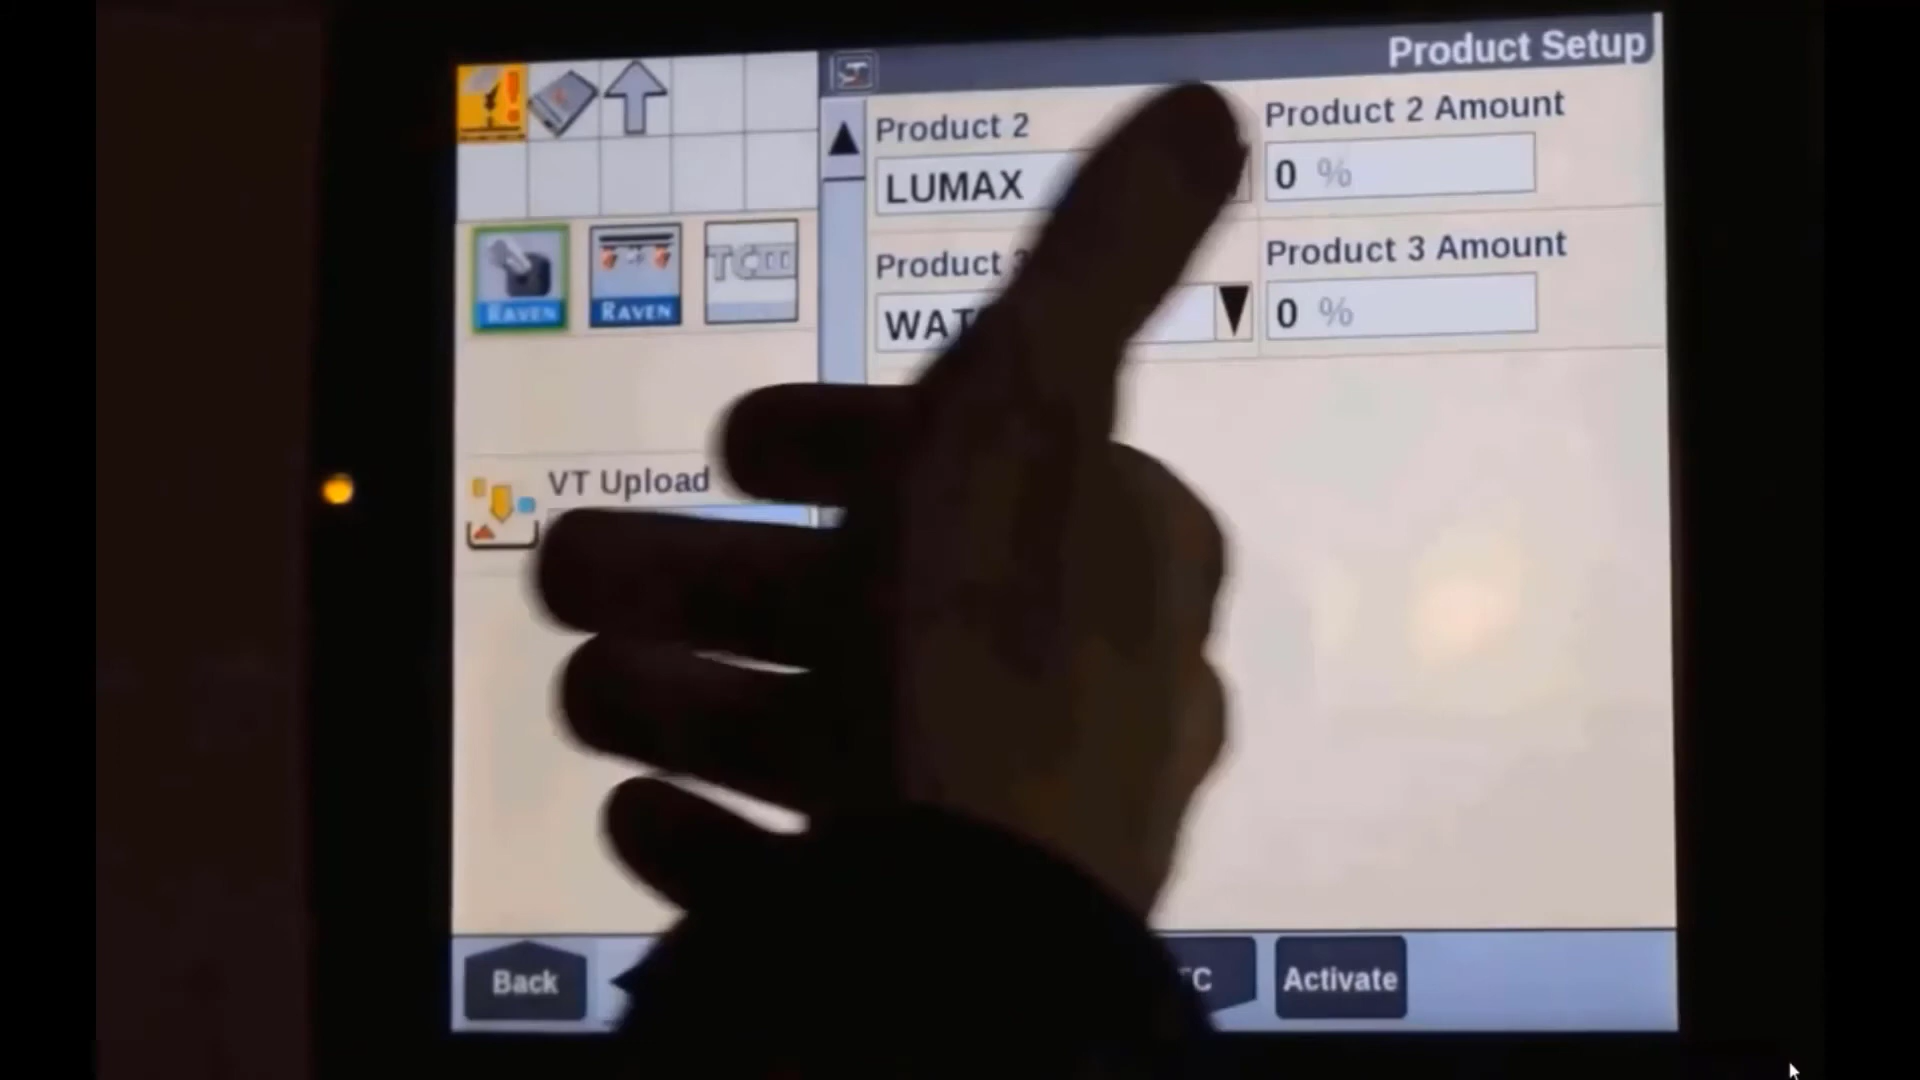 Product Setup
Product 2
Product 2 Amount
LUMAX
0 %
Product
Product 3 Amount
0 %
RAVEN
RAVEN
VT Upload
Back
Activate